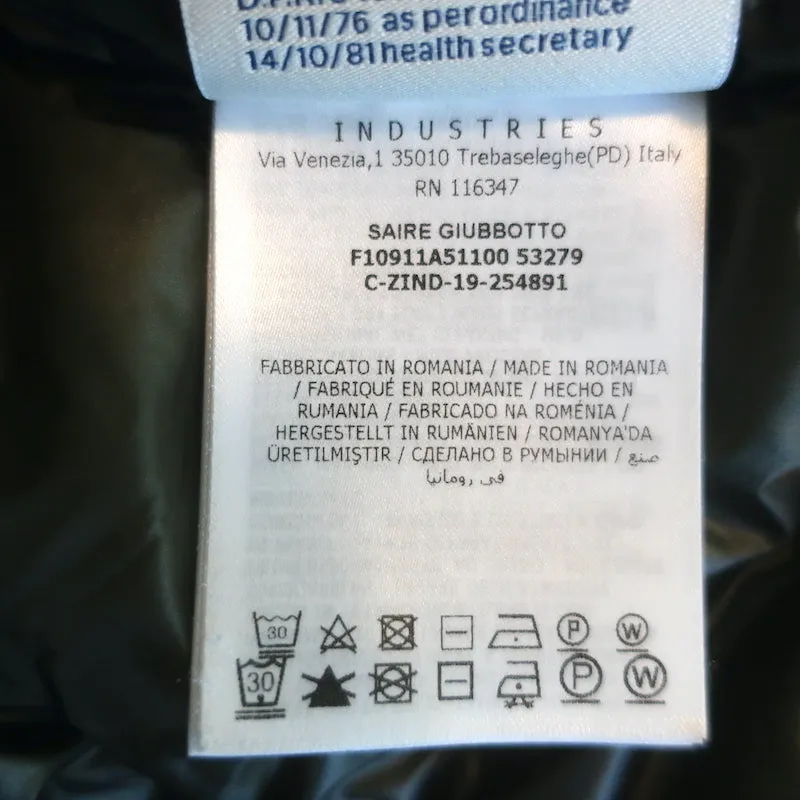 10/11/76 as per ordinance
14/10/81 health secretary
INDUSTRIES
Via Venezia,1 35010 Trebaseleghe(PD) Italy
RN 116347
SAIRE GIUBBOTTO
F10911A51100 53279
C-ZIND-19-254891
FABBRICATO IN ROMANIA / MADE IN ROMANIA
/ FABRIQUÉ EN ROUMANIE / HECHO EN
RUMANIA / FABRICADO NA ROMÉNIA /
HERGESTELLT IN RUMÄNIEN / ROMANYA'DA
ÜRETILMIŞTIR / СДЕЛАНО В РУМЫНИИ / صنع
في رومانيا
30 P W
30 P W